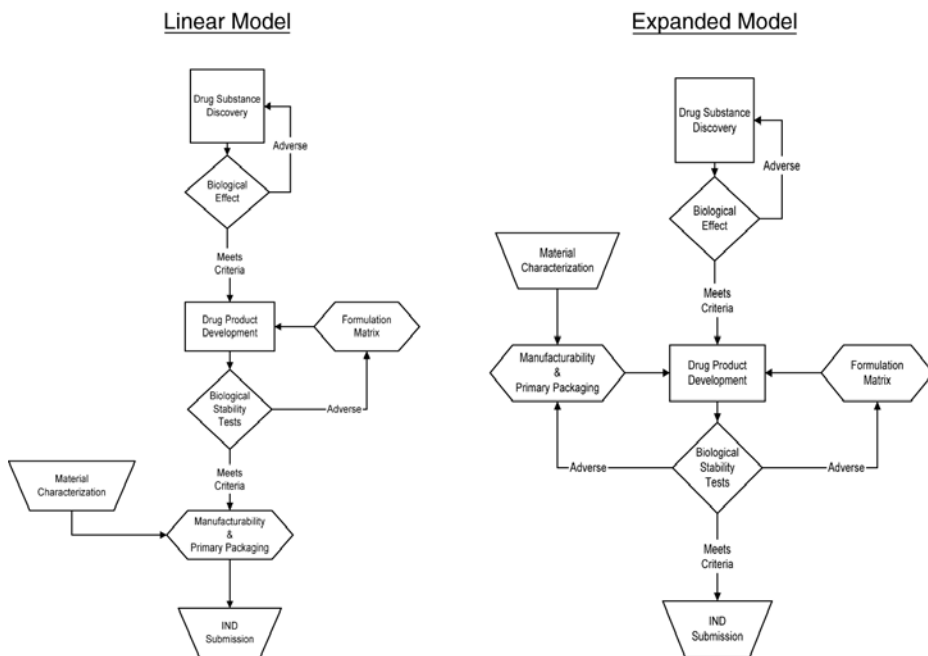 Linear Model
Drug Substance
Discovery
Adverse
Biological
Effect
Meets
Criteria
Drug Product
Development
Formulation
Matrix
Biological
Stability
Tests
Adverse
Meets
Criteria
Material
Characterization
Manufacturability
&
Primary Packaging
IND
Submission
Expanded Model
Drug Substance
Discovery
Adverse
Biological
Effect
Material
Characterization
Meets
Criteria
Manufacturability
&
Primary Packaging
Drug Product
Development
Formulation
Matrix
Biological
Stability
Tests
Adverse
Adverse
Meets
Criteria
IND
Submission